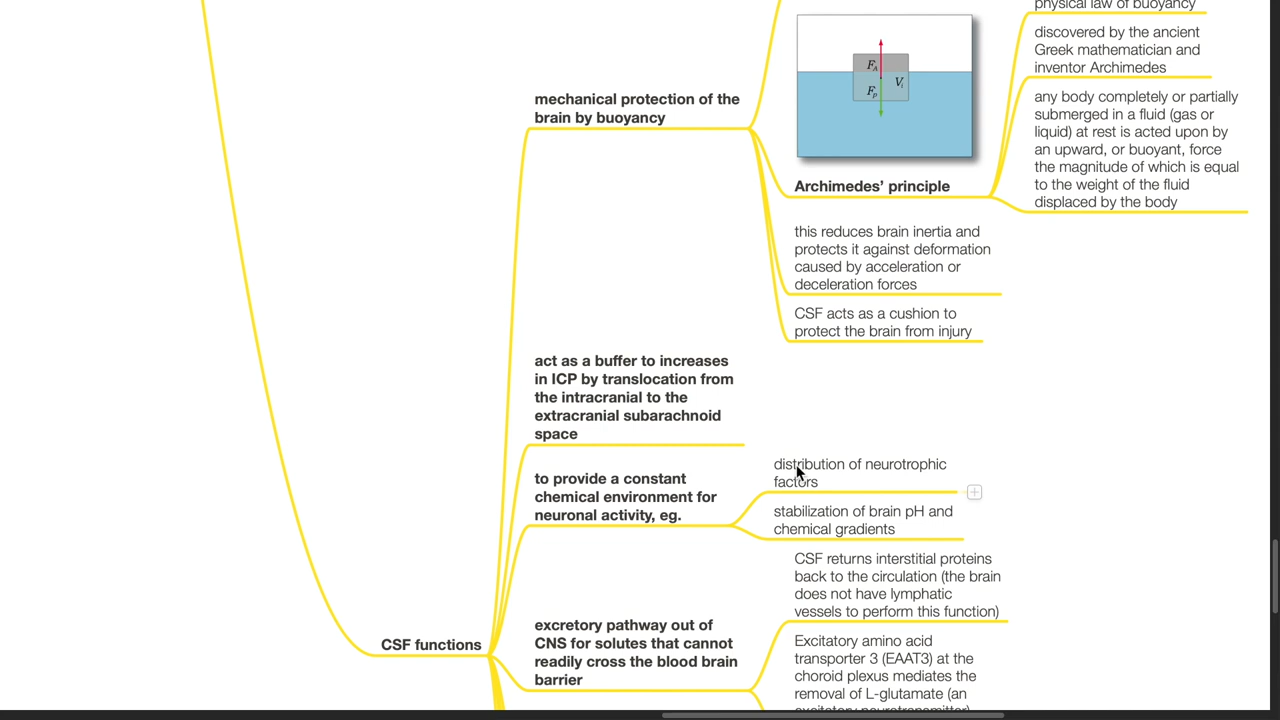 physical law of buoyancy
discovered by the ancient
Greek mathematician and
inventor Archimedes
any body completely or partially
submerged in a fluid (gas or
liquid) at rest is acted upon by
an upward, or buoyant, force
the magnitude of which is equal
to the weight of the fluid
displaced by the body
mechanical protection of the
brain by buoyancy
FA
Vi
Fp
Archimedes’ principle
this reduces brain inertia and
protects it against deformation
caused by acceleration or
deceleration forces
CSF acts as a cushion to
protect the brain from injury
act as a buffer to increases
in ICP by translocation from
the intracranial to the
extracranial subarachnoid
space
to provide a constant
chemical environment for
neuronal activity, eg.
distribution of neurotrophic
factors
stabilization of brain pH and
chemical gradients
CSF functions
excretory pathway out of
CNS for solutes that cannot
readily cross the blood brain
barrier
CSF returns interstitial proteins
back to the circulation (the brain
does not have lymphatic
vessels to perform this function)
Excitatory amino acid
transporter 3 (EAAT3) at the
choroid plexus mediates the
removal of L-glutamate (an
excitatory neurotransmitter)